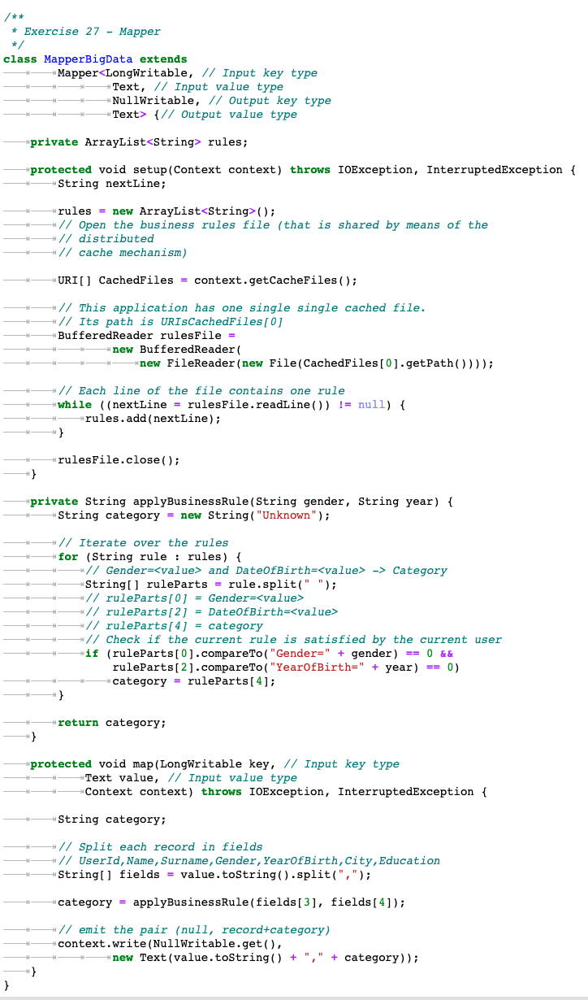 /**
 * Exercise 27 - Mapper
 */
class MapperBigData extends
		Mapper<LongWritable, // Input key type
				Text, // Input value type
				NullWritable, // Output key type
				Text> {// Output value type

	private ArrayList<String> rules;

	protected void setup(Context context) throws IOException, InterruptedException {
		String nextLine;

		rules = new ArrayList<String>();
		// Open the business rules file (that is shared by means of the
		// distributed
		// cache mechanism)

		URI[] CachedFiles = context.getCacheFiles();

		// This application has one single single cached file.
		// Its path is URIsCachedFiles[0]
		BufferedReader rulesFile =
				new BufferedReader(
					new FileReader(new File(CachedFiles[0].getPath())));

		// Each line of the file contains one rule
		while ((nextLine = rulesFile.readLine()) != null) {
			rules.add(nextLine);
		}

		rulesFile.close();
	}

	private String applyBusinessRule(String gender, String year) {
		String category = new String("Unknown");

		// Iterate over the rules
		for (String rule : rules) {
			// Gender=<value> and DateOfBirth=<value> -> Category
			String[] ruleParts = rule.split(" ");
			// ruleParts[0] = Gender=<value>
			// ruleParts[2] = DateOfBirth=<value>
			// ruleParts[4] = category
			// Check if the current rule is satisfied by the current user
			if (ruleParts[0].compareTo("Gender=" + gender) == 0 &&
			    ruleParts[2].compareTo("YearOfBirth=" + year) == 0)
				category = ruleParts[4];
		}

		return category;
	}

	protected void map(LongWritable key, // Input key type
			Text value, // Input value type
			Context context) throws IOException, InterruptedException {

		String category;

		// Split each record in fields
		// UserId,Name,Surname,Gender,YearOfBirth,City,Education
		String[] fields = value.toString().split(",");

		category = applyBusinessRule(fields[3], fields[4]);

		// emit the pair (null, record+category)
		context.write(NullWritable.get(),
				new Text(value.toString() + "," + category));
	}
}